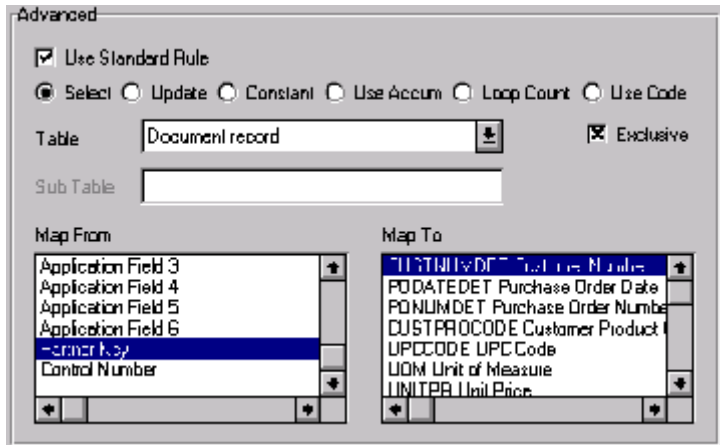 Advanced
Use Standard Rule
Select Update Constant Use Accum Loop Count Use Code
Table Document record Exclusive
Sub Table
Map From
Application Field 3
Application Field 4
Application Field 5
Application Field 6
Partner Key
Control Number
Map To
CUSTNUMDET Customer Number
PODATEDET Purchase Order Date
PONUMDET Purchase Order Numbe
CUSTPROCODE Customer Product
UPCCODE UPC Code
UOM Unit of Measure
UNITPR Unit Price